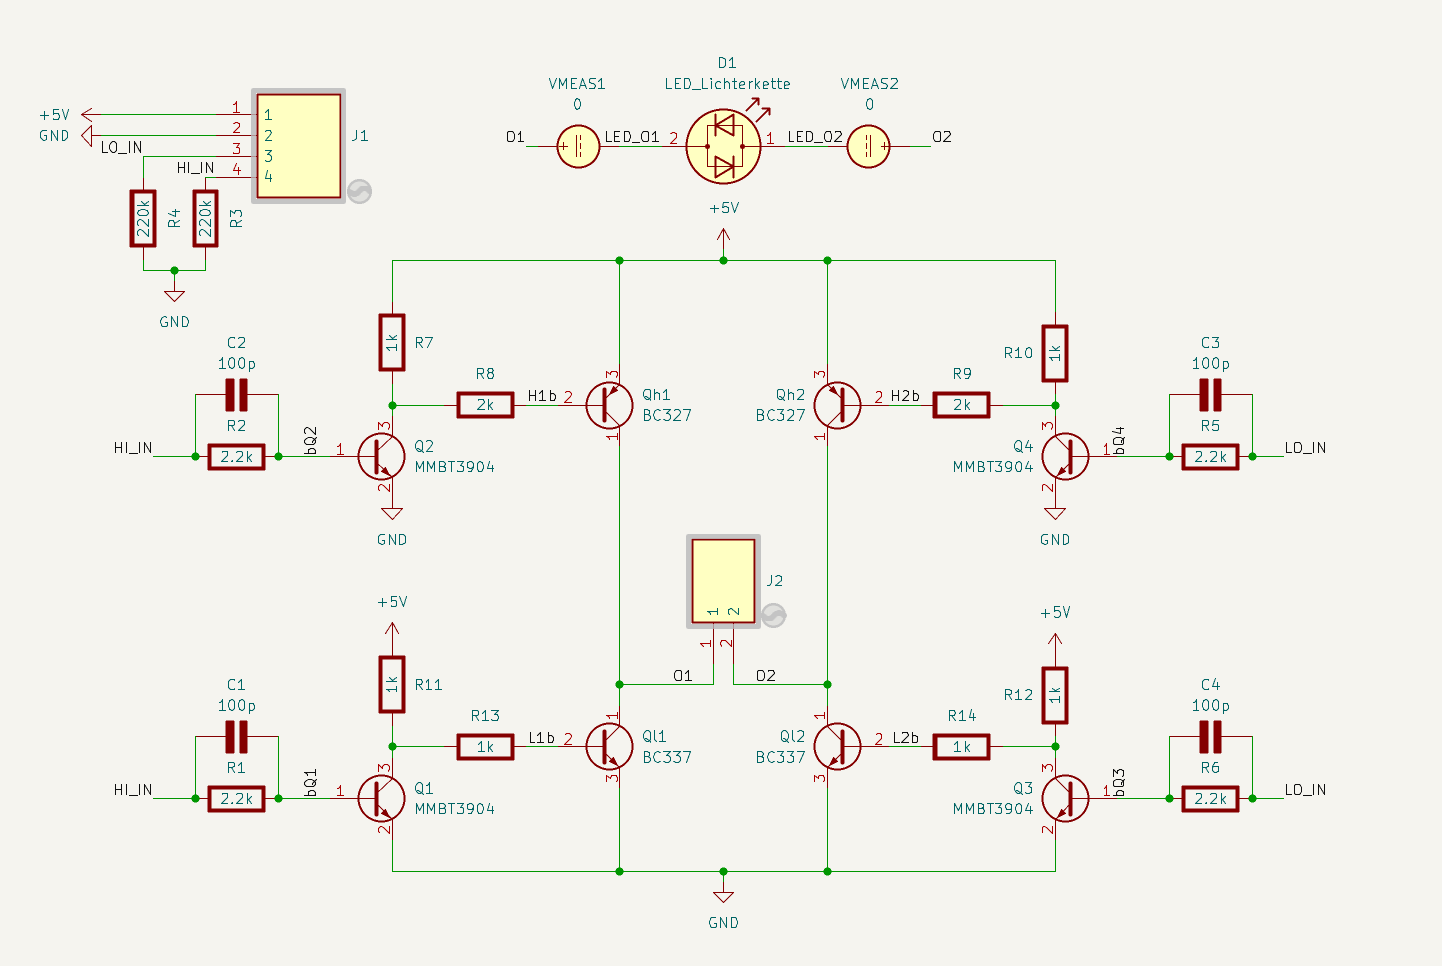 D1
VMEAS1
LED_Lichterkette
VMEAS2
0
0
+5V
1
1
GND
2
2
J1
O1
LED_O1
2
1
LED_O2
O2
LO_IN
3
3
HI_IN
4
4
220k
R4
220k
R3
+5V
GND
C2
100p
R7
1k
R10
1k
C3
100p
R8
2k
H1b
2
3
Qh1
BC327
1
3
Qh2
BC327
1
2
H2b
R9
2k
R2
2.2k
HI_IN
bQ2
1
3
Q2
MMBT3904
2
GND
3
Q4
MMBT3904
2
1
bQ4
GND
R5
2.2k
LO_IN
J2
1
2
1
2
O1
O2
+5V
+5V
R11
1k
R12
1k
C1
100p
C4
100p
R13
1k
L1b
2
1
Ql1
BC337
3
1
Ql2
BC337
3
2
L2b
R14
1k
R1
2.2k
HI_IN
bQ1
1
3
Q1
MMBT3904
2
3
Q3
MMBT3904
2
1
bQ3
R6
2.2k
LO_IN
GND